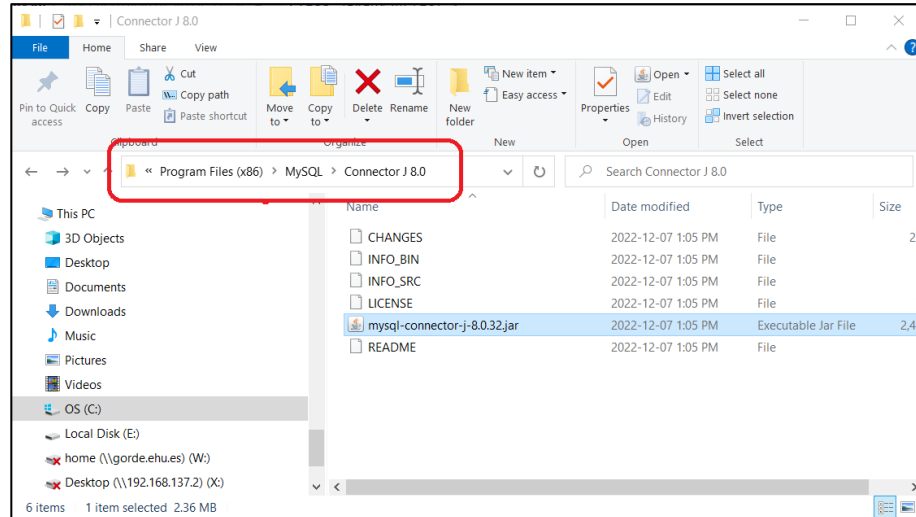 Connector J 8.0
File Home Share View
Pin to Quick access
Copy
Paste
Cut
Copy path
Paste shortcut
Move to
Copy to
Delete
Rename
New folder
New item
Easy access
Properties
Open
Edit
History
Select all
Select none
Invert selection
Clipboard Organize New Open Select
« Program Files (x86) > MySQL > Connector J 8.0
Search Connector J 8.0
Name Date modified Type Size
This PC
3D Objects
Desktop
Documents
Downloads
Music
Pictures
Videos
OS (C:)
Local Disk (E:)
home (\\gorde.ehu.es) (W:)
Desktop (\\192.168.137.2) (X:)
CHANGES 2022-12-07 1:05 PM File 2
INFO_BIN 2022-12-07 1:05 PM File
INFO_SRC 2022-12-07 1:05 PM File
LICENSE 2022-12-07 1:05 PM File
mysql-connector-j-8.0.32.jar 2022-12-07 1:05 PM Executable Jar File 2,4
README 2022-12-07 1:05 PM File
6 items 1 item selected 2.36 MB